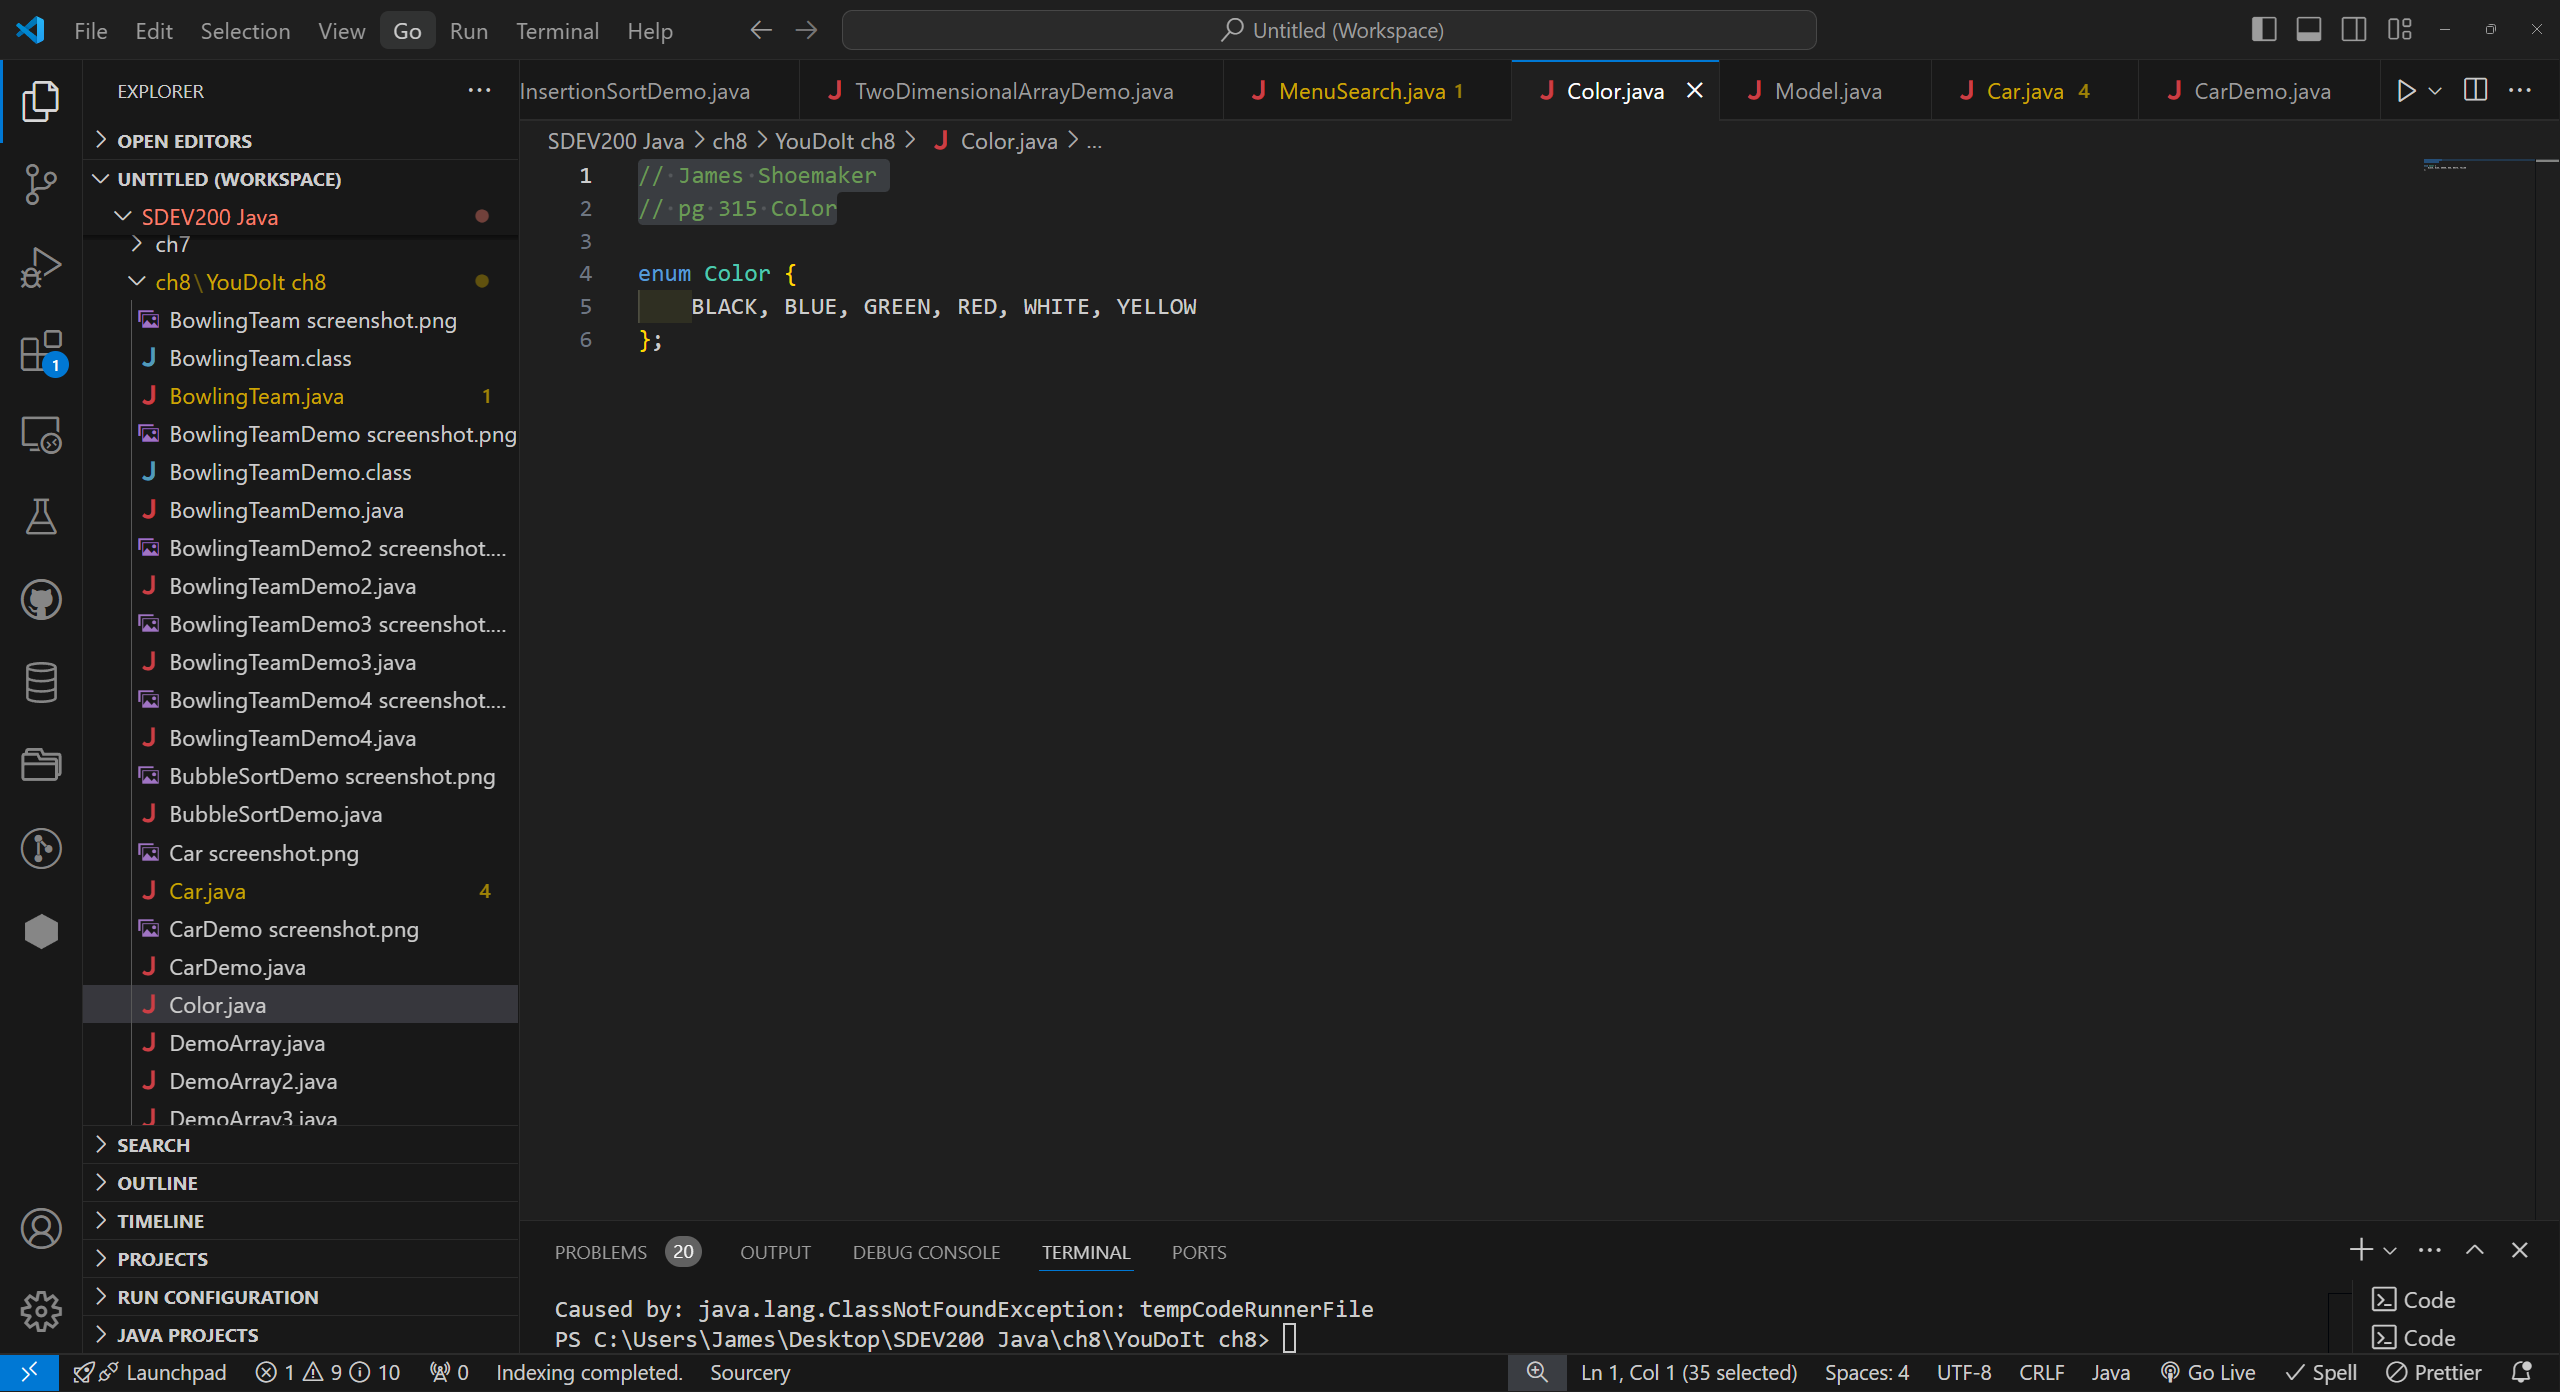 File Edit Selection View Go Run Terminal Help
Untitled (Workspace)
EXPLORER
OPEN EDITORS
UNTITLED (WORKSPACE)
SDEV200 Java
ch7
ch8\YouDoIt ch8
BowlingTeam screenshot.png
BowlingTeam.class
BowlingTeam.java 1
BowlingTeamDemo screenshot.png
BowlingTeamDemo.class
BowlingTeamDemo.java
BowlingTeamDemo2 screenshot....
BowlingTeamDemo2.java
BowlingTeamDemo3 screenshot....
BowlingTeamDemo3.java
BowlingTeamDemo4 screenshot....
BowlingTeamDemo4.java
BubbleSortDemo screenshot.png
BubbleSortDemo.java
Car screenshot.png
Car.java 4
CarDemo screenshot.png
CarDemo.java
Color.java
DemoArray.java
DemoArray2.java
DemoArray3.java
SEARCH
OUTLINE
TIMELINE
PROJECTS
RUN CONFIGURATION
JAVA PROJECTS
1
InsertionSortDemo.java TwoDimensionalArrayDemo.java MenuSearch.java 1 Color.java Model.java Car.java 4 CarDemo.java
SDEV200 Java > ch8 > YouDoIt ch8 > Color.java > ...
1 // James Shoemaker
2 // pg 315 Color
3
4 enum Color {
5 BLACK, BLUE, GREEN, RED, WHITE, YELLOW
6 };
PROBLEMS 20 OUTPUT DEBUG CONSOLE TERMINAL PORTS
Caused by: java.lang.ClassNotFoundException: tempCodeRunnerFile
PS C:\Users\James\Desktop\SDEV200 Java\ch8\YouDoIt ch8>
Code
Code
Launchpad 1 9 10 0 Indexing completed. Sourcery Ln 1, Col 1 (35 selected) Spaces: 4 UTF-8 CRLF Java Go Live Spell Prettier